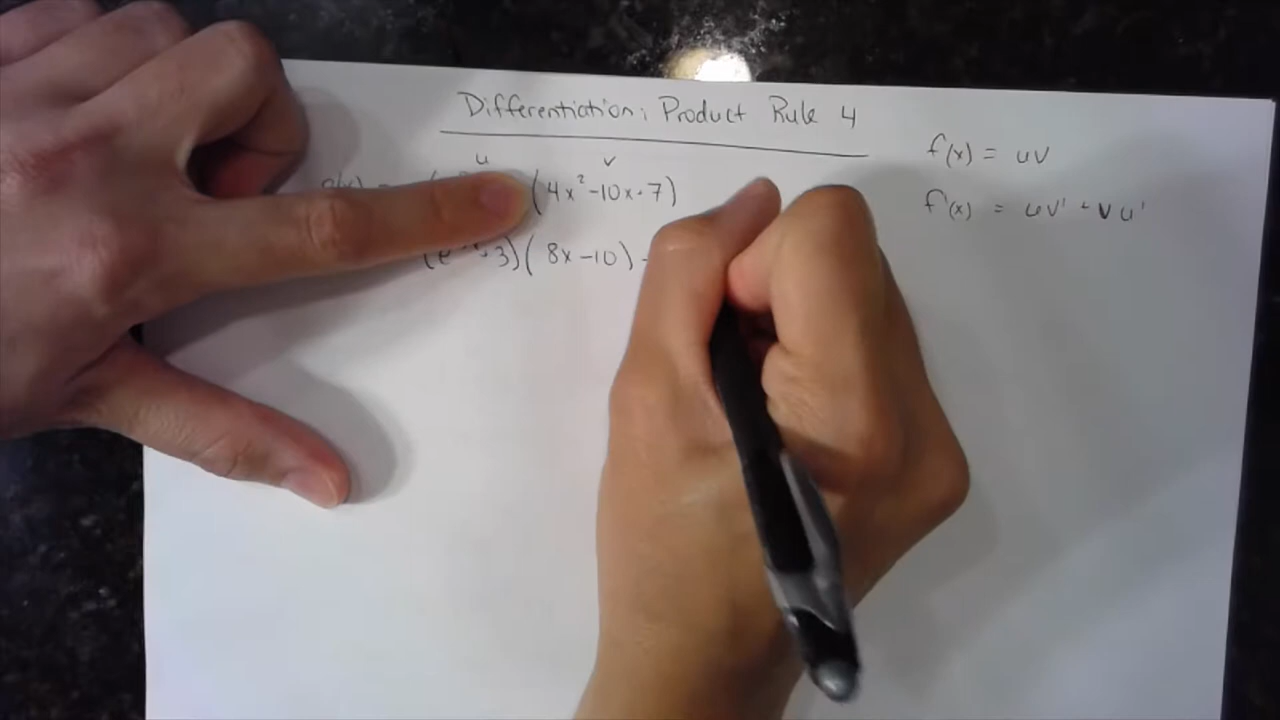 Differentiation: Product Rule 4
f(x) = uv
u v
(4x²-10x+7)
f'(x) = uv' + vu'
3)(8x-10)